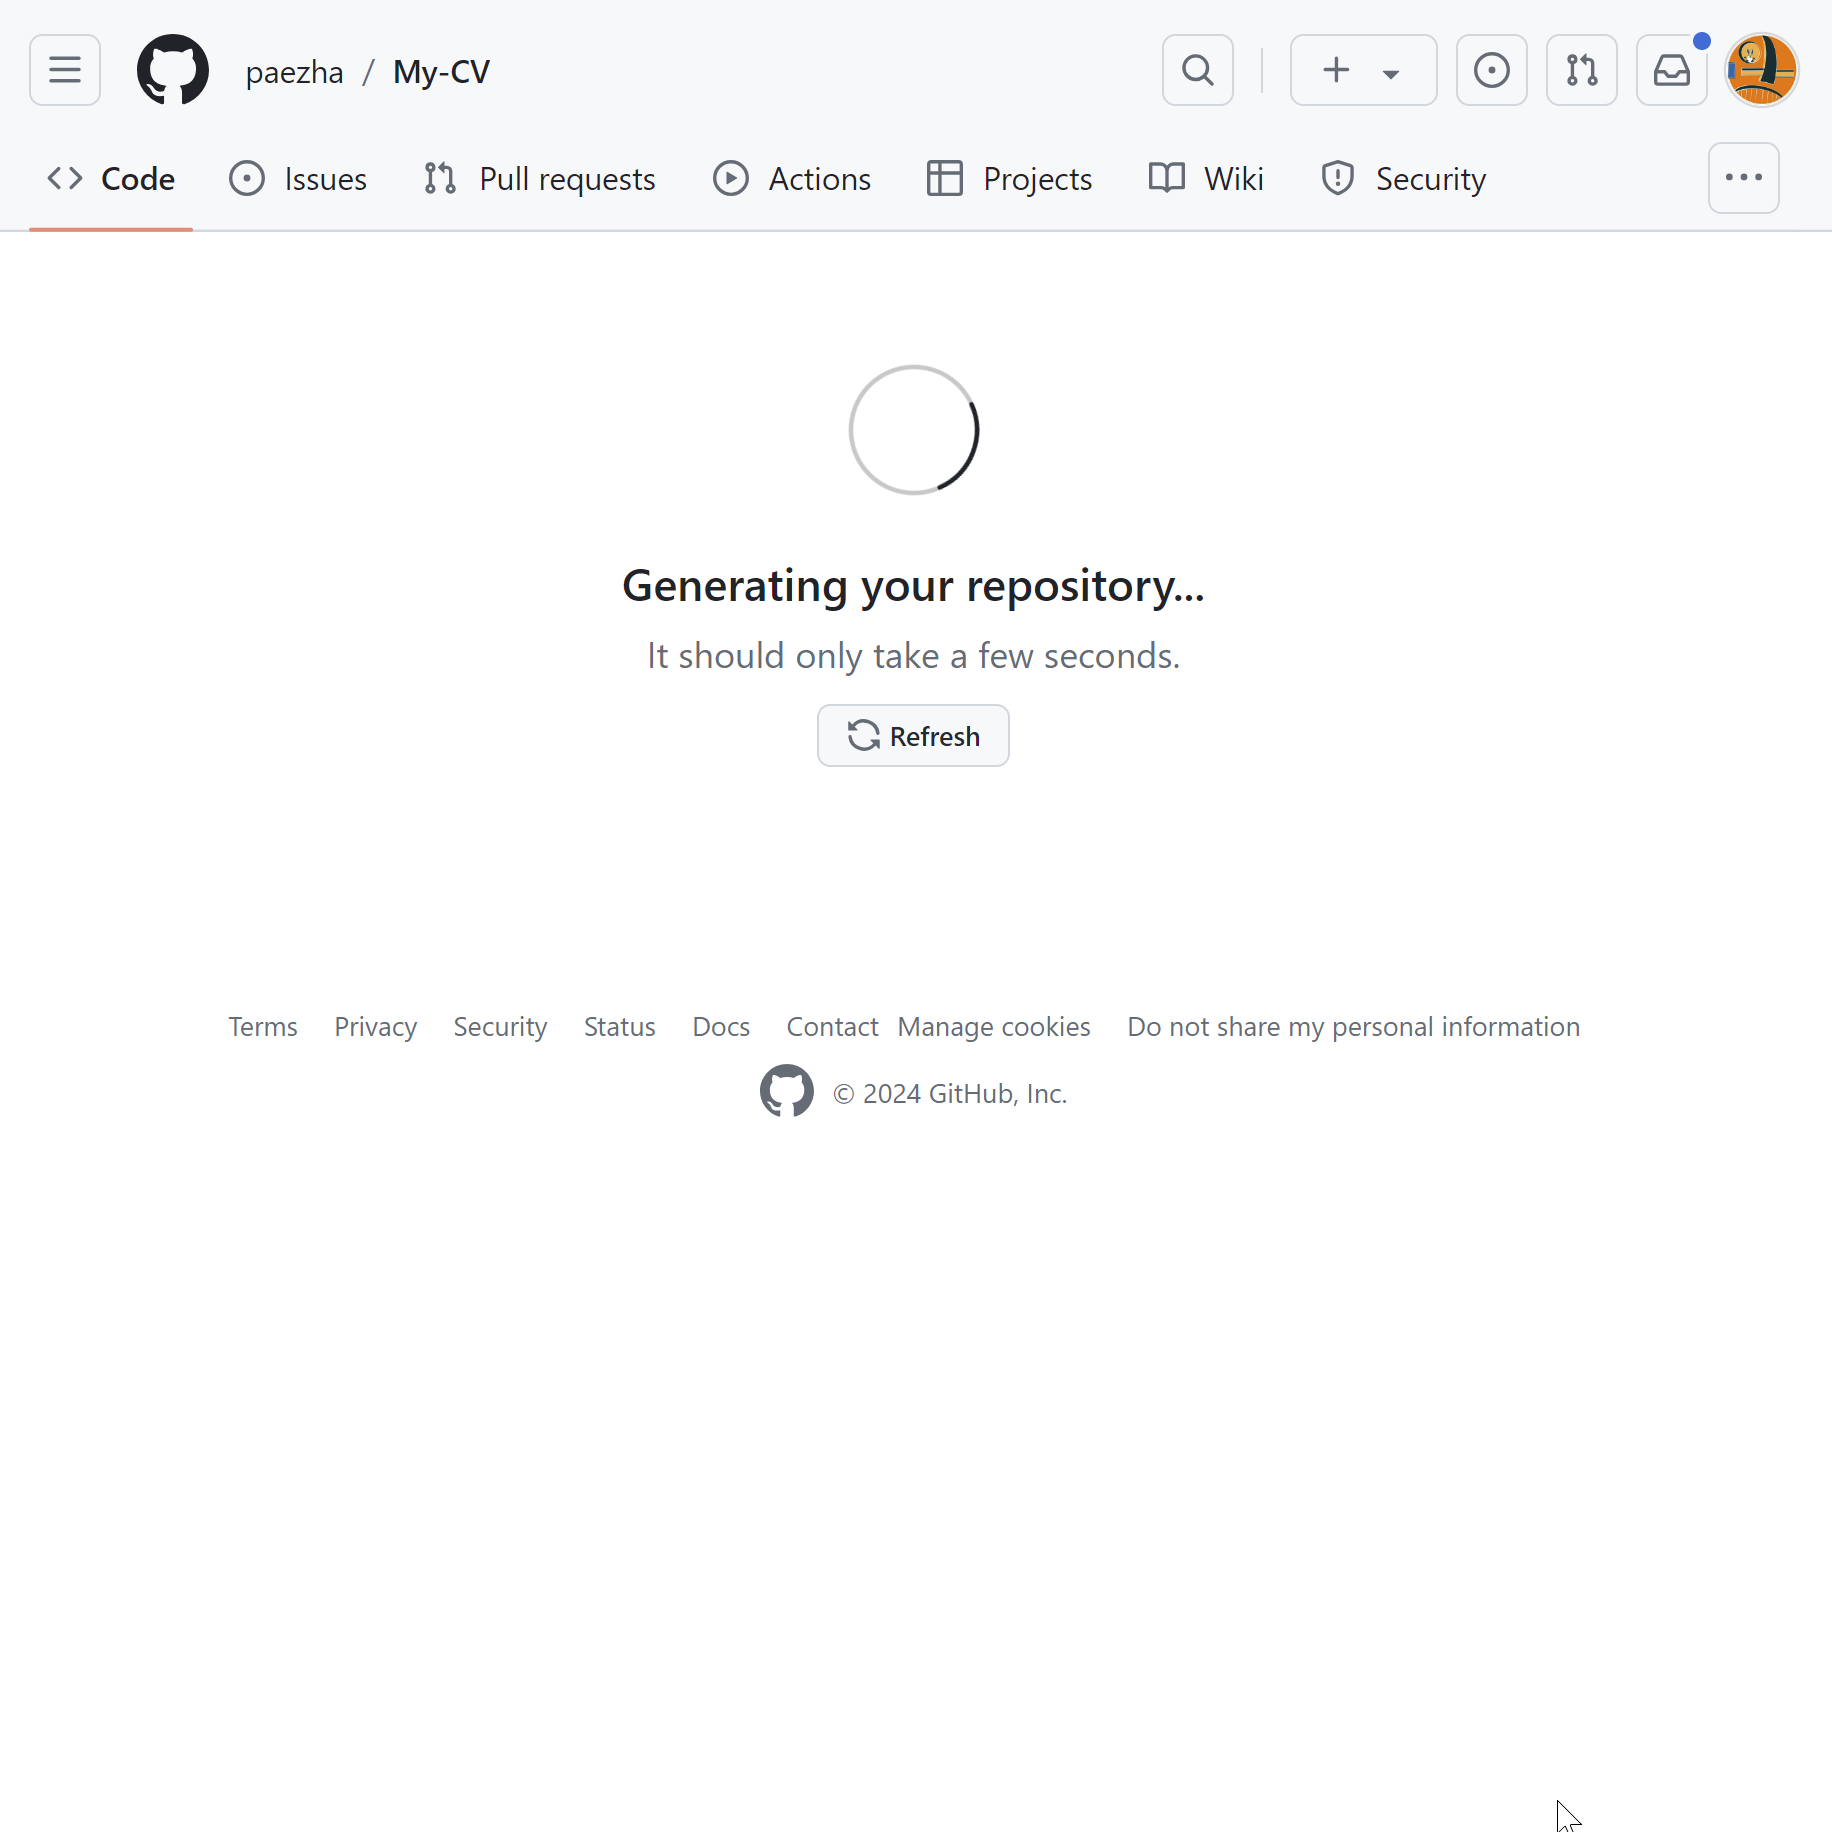 paezha / My-CV
Code Issues Pull requests Actions Projects Wiki Security
Generating your repository...
It should only take a few seconds.
Refresh
Terms Privacy Security Status Docs Contact Manage cookies Do not share my personal information
© 2024 GitHub, Inc.